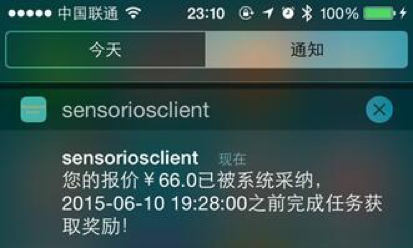 中国联通 23:10 100%
今天 通知
sensoriosclient
sensoriosclient 现在
您的报价￥66.0已被系统采纳，
2015-06-10 19:28:00之前完成任务获
取奖励！